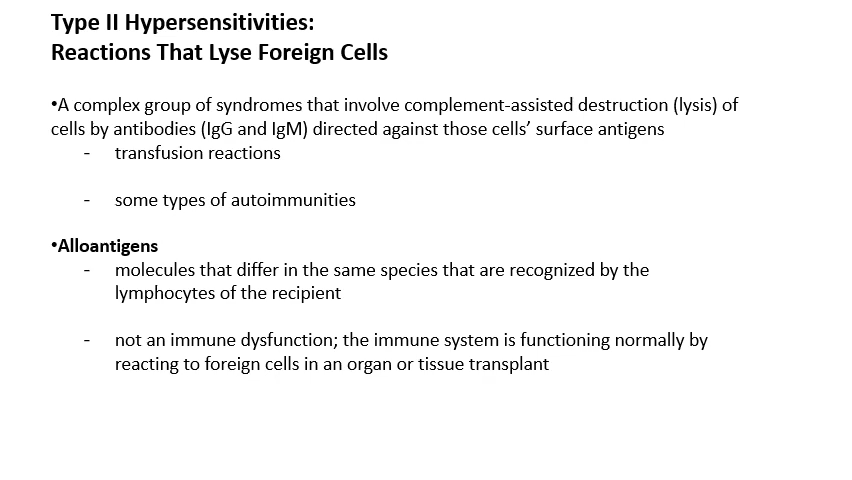 Type II Hypersensitivities:
Reactions That Lyse Foreign Cells
•A complex group of syndromes that involve complement-assisted destruction (lysis) of
cells by antibodies (IgG and IgM) directed against those cells’ surface antigens
- transfusion reactions
- some types of autoimmunities
•Alloantigens
- molecules that differ in the same species that are recognized by the
lymphocytes of the recipient
- not an immune dysfunction; the immune system is functioning normally by
reacting to foreign cells in an organ or tissue transplant